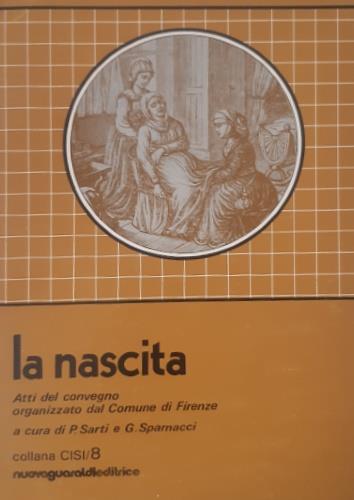 la nascita
Atti del convegno
organizzato dal Comune di Firenze
a cura di P. Sarti e G. Sparnacci
collana CISI/8
nuovaguaraldieditrice